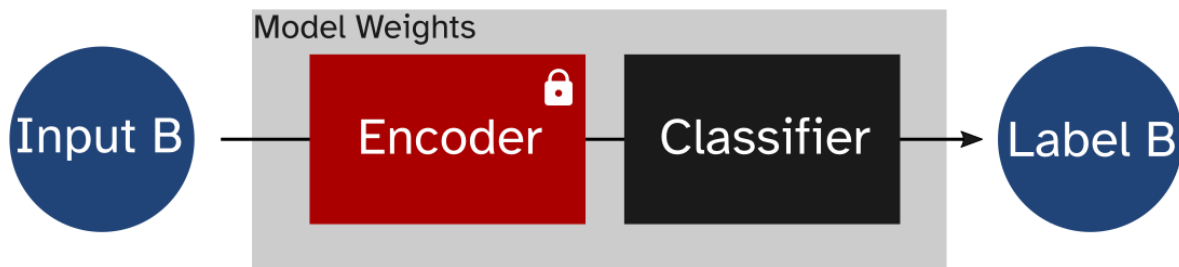 Model Weights
Input B
Encoder
Classifier
Label B